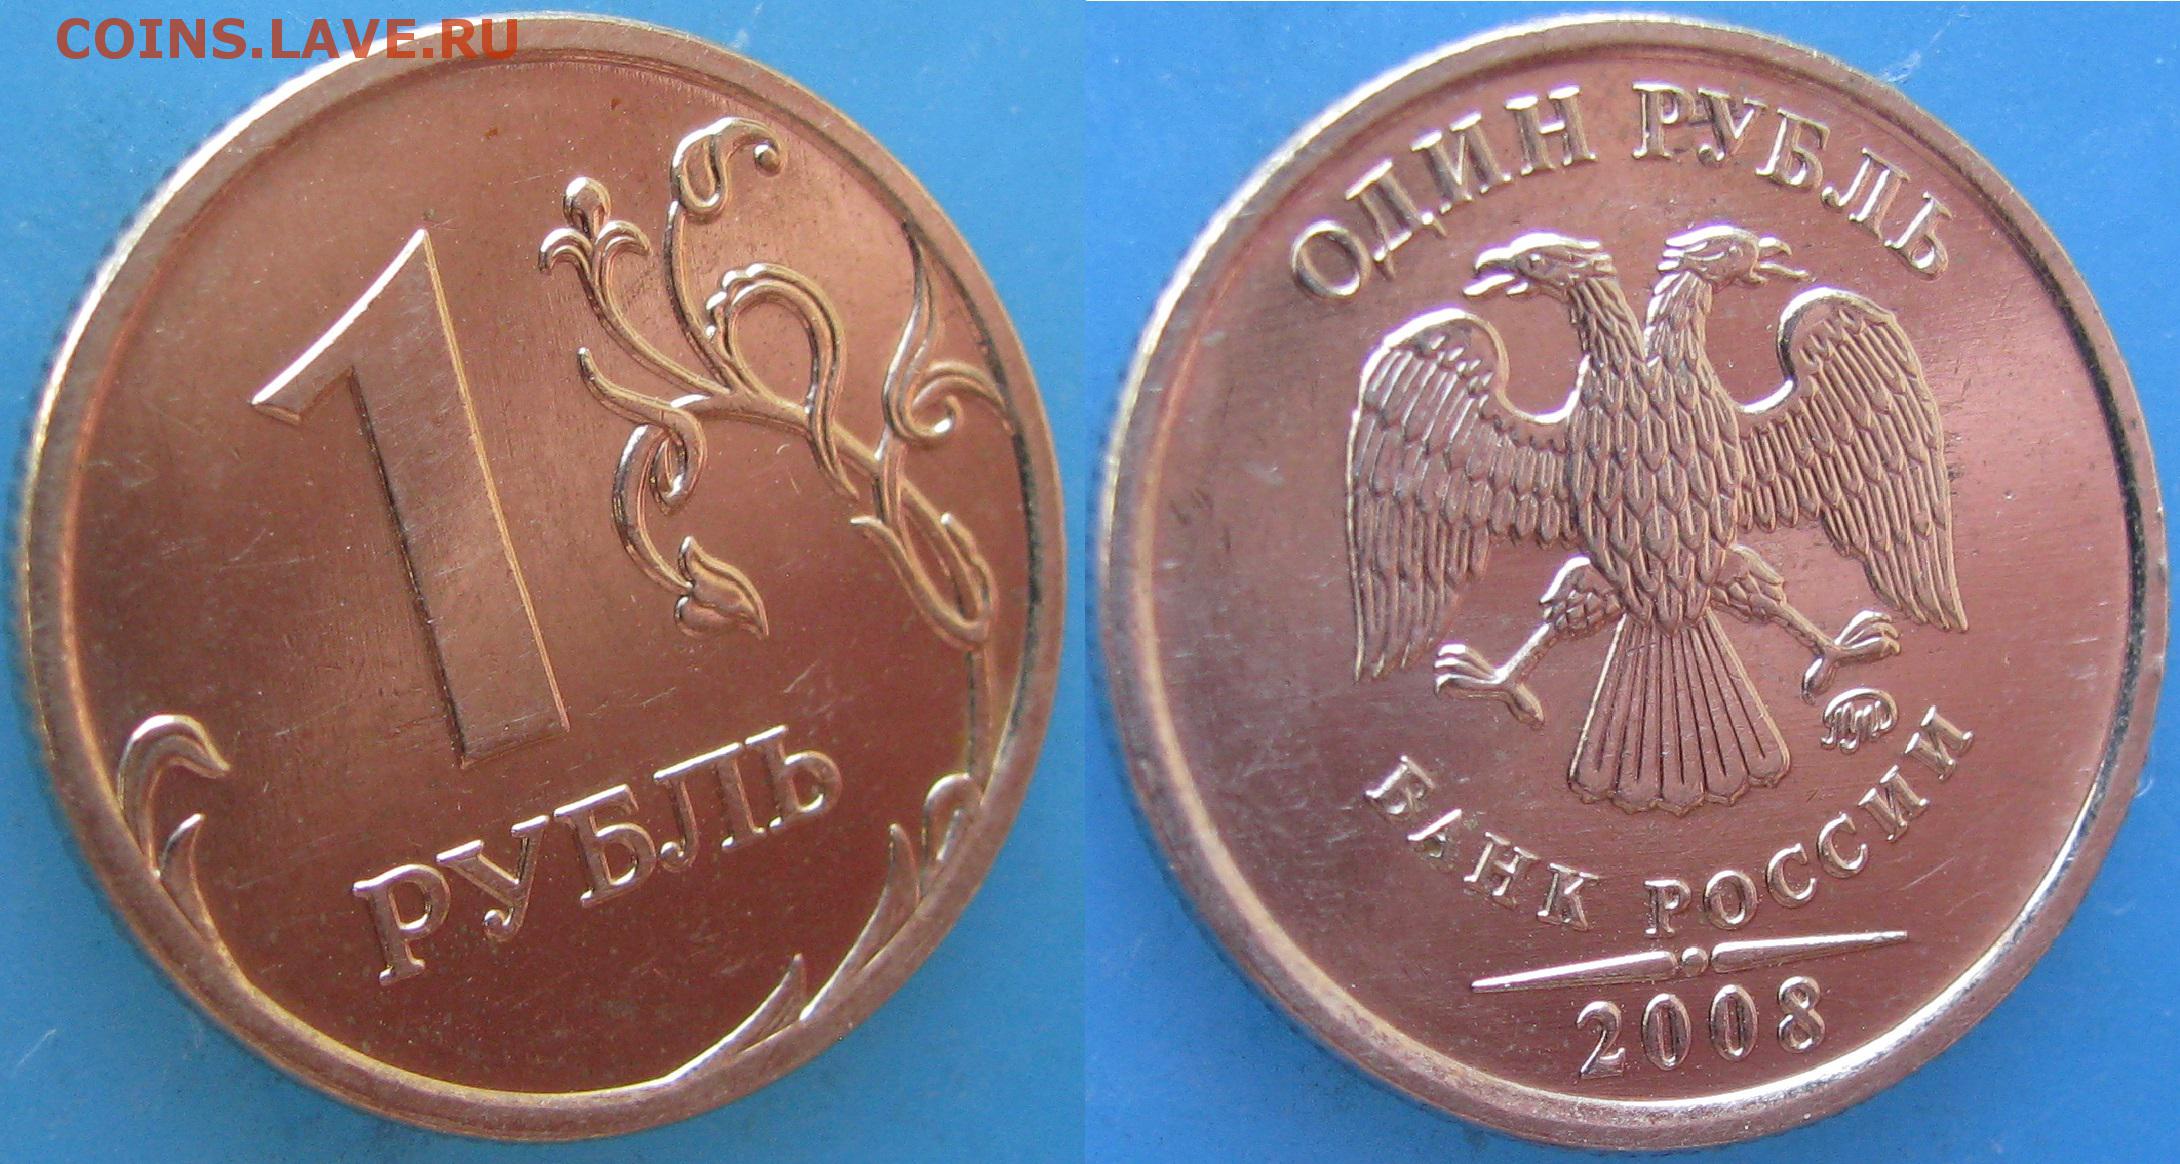 COINS.LAVE.RU
1
РУБЛЬ
ОДИН РУБЛЬ
БАНК РОССИИ
2008